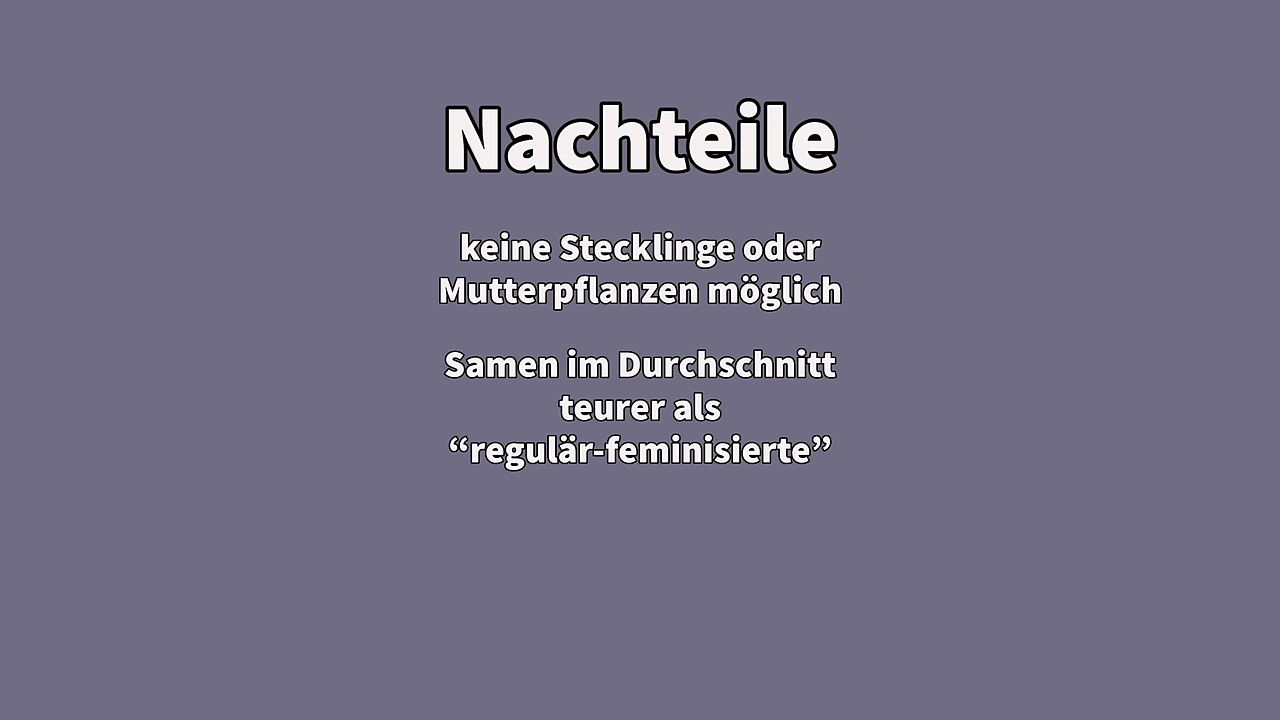 Nachteile
keine Stecklinge oder
Mutterpflanzen möglich
Samen im Durchschnitt
teurer als
“regulär-feminisierte”